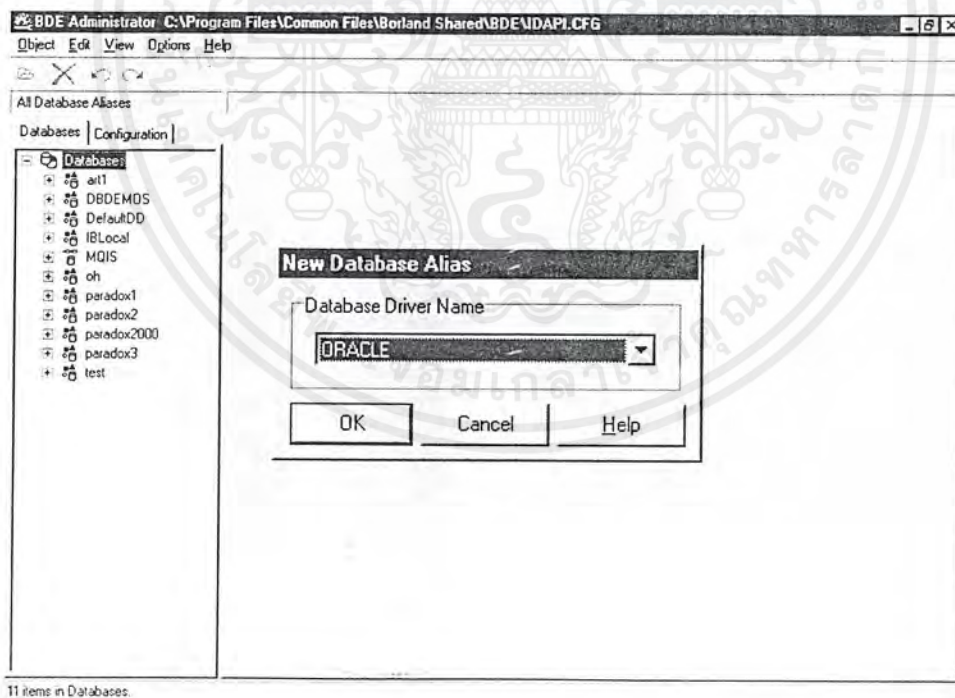 BDE Administrator C:\Program Files\Common Files\Borland Shared\BDE\IDAPI.CFG
Object Edit View Options Help
All Database Aliases
Databases Configuration
Databases
art1
DBDEMOS
DefaultDD
IBLocal
MQIS
oh
paradox1
paradox2
paradox2000
paradox3
test
New Database Alias
Database Driver Name
ORACLE
OK Cancel Help
11 items in Databases.